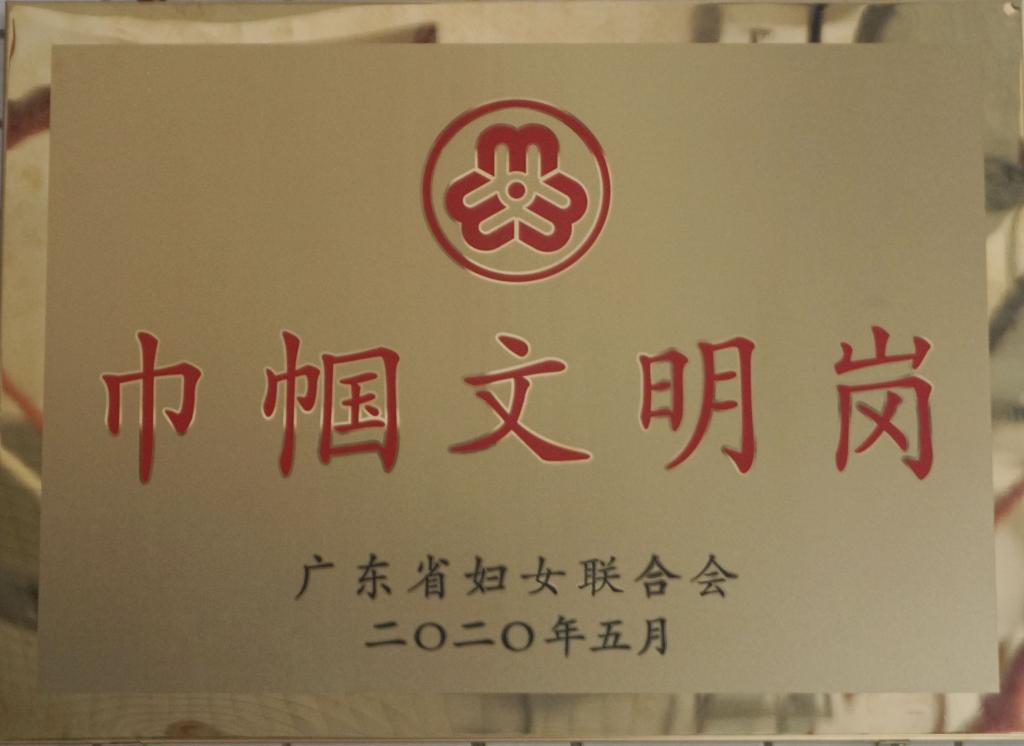 巾帼文明岗
广东省妇女联合会
二〇二〇年五月